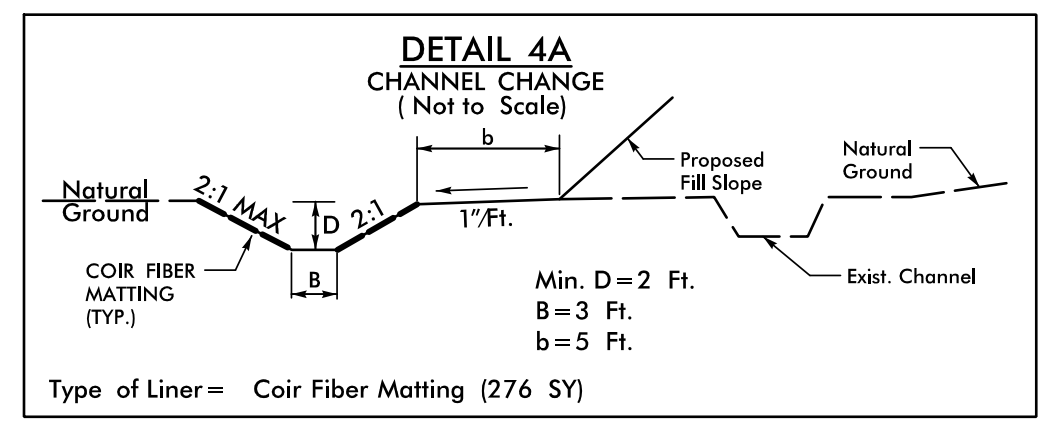 DETAIL 4A
CHANNEL CHANGE
( Not to Scale)
b
Natural
Ground
2:1 MAX
D
2:1
1"/Ft.
Proposed
Fill Slope
Natural
Ground
COIR FIBER
MATTING
(TYP.)
B
Exist. Channel
Min. D=2 Ft.
B=3 Ft.
b=5 Ft.
Type of Liner= Coir Fiber Matting (276 SY)